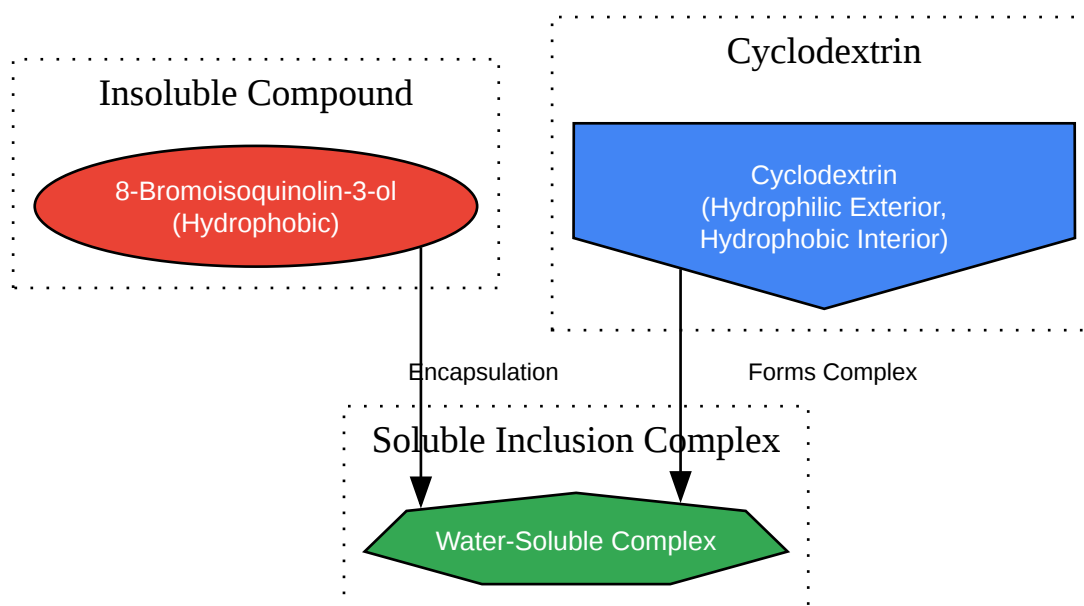 Insoluble Compound
8-Bromoisoquinolin-3-ol
(Hydrophobic)
Cyclodextrin
Cyclodextrin
(Hydrophilic Exterior,
Hydrophobic Interior)
Encapsulation
Forms Complex
Soluble Inclusion Complex
Water-Soluble Complex